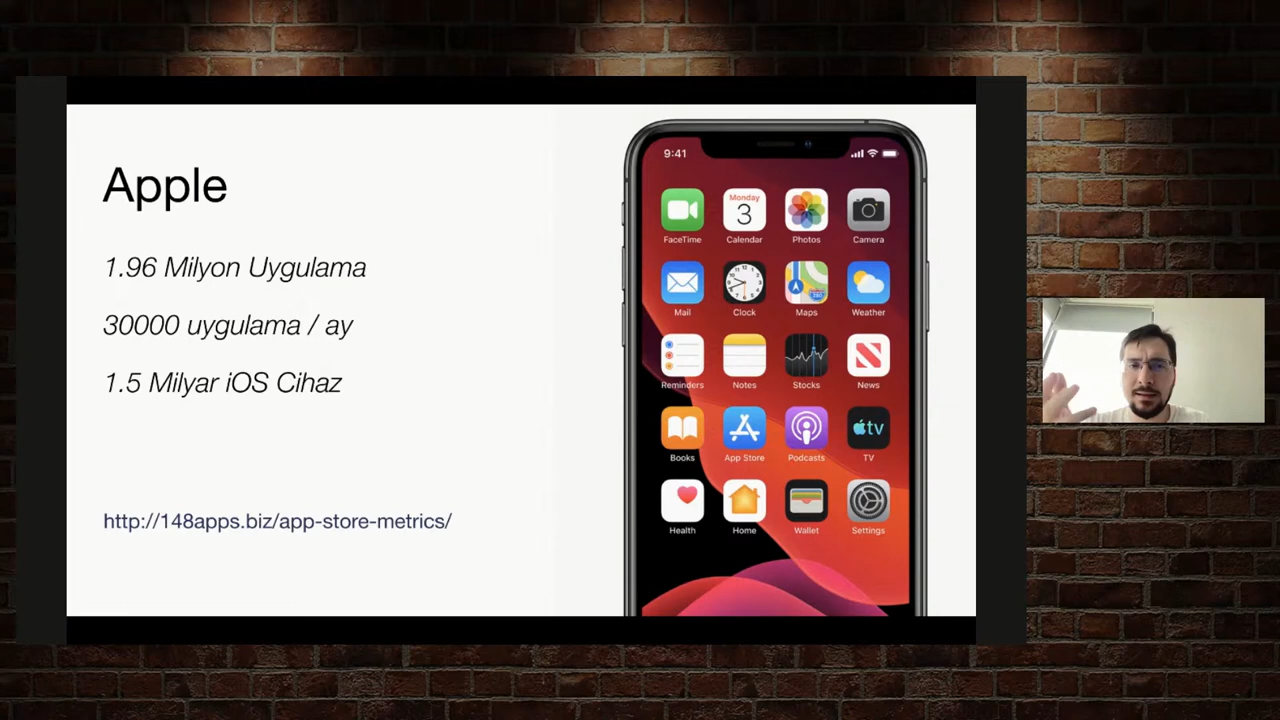 Apple
1.96 Milyon Uygulama
30000 uygulama / ay
1.5 Milyar iOS Cihaz
http://148apps.biz/app-store-metrics/
9:41
Monday
3
FaceTime
Calendar
Photos
Camera
Mail
Clock
Maps
Weather
Reminders
Notes
Stocks
News
Books
App Store
Podcasts
tv
TV
Health
Home
Wallet
Settings